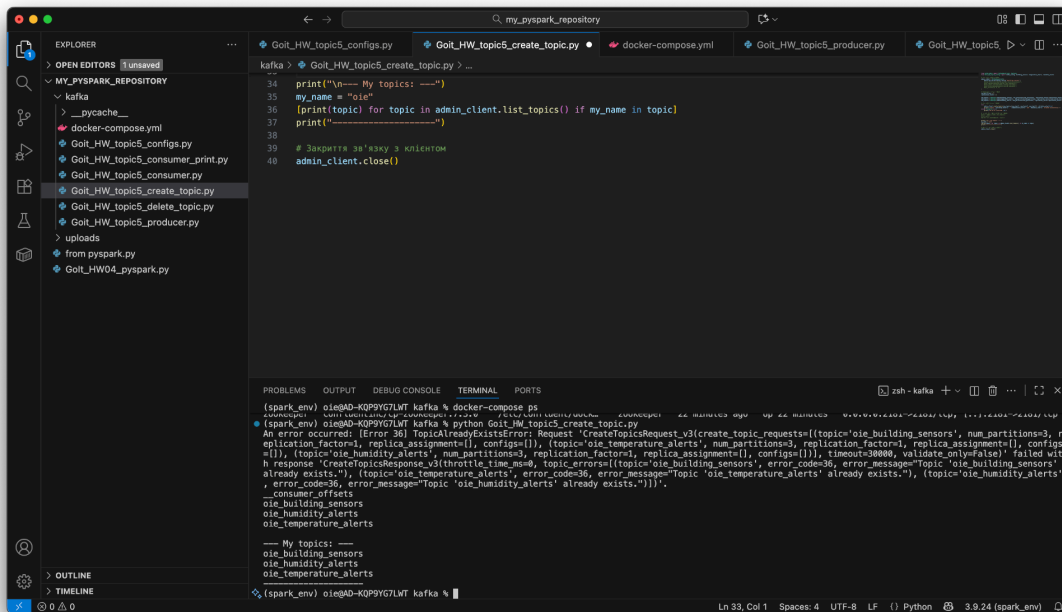 my_pyspark_repository
EXPLORER
OPEN EDITORS 1 unsaved
MY_PYSPARK_REPOSITORY
kafka
__pycache__
docker-compose.yml
Goit_HW_topic5_configs.py
Goit_HW_topic5_consumer_print.py
Goit_HW_topic5_consumer.py
Goit_HW_topic5_create_topic.py
Goit_HW_topic5_delete_topic.py
Goit_HW_topic5_producer.py
uploads
from pyspark.py
GoIt_HW04_pyspark.py
OUTLINE
TIMELINE
Goit_HW_topic5_configs.py
Goit_HW_topic5_create_topic.py
docker-compose.yml
Goit_HW_topic5_producer.py
Goit_HW_topic5
kafka > Goit_HW_topic5_create_topic.py > ...
34 print("\n--- My topics: ---")
35 my_name = "oie"
36 [print(topic) for topic in admin_client.list_topics() if my_name in topic]
37 print("--------------------")
38
39 # Закриття зв'язку з клієнтом
40 admin_client.close()
PROBLEMS OUTPUT DEBUG CONSOLE TERMINAL PORTS
zsh - kafka
(spark_env) oie@AD-KQP9YG7LWT kafka % docker-compose ps
(spark_env) oie@AD-KQP9YG7LWT kafka % python Goit_HW_topic5_create_topic.py
An error occurred: [Error 36] TopicAlreadyExistsError: Request 'CreateTopicsRequest_v3(create_topic_requests=[(topic='oie_building_sensors', num_partitions=3, r
eplication_factor=1, replica_assignment=[], configs=[]), (topic='oie_temperature_alerts', num_partitions=3, replication_factor=1, replica_assignment=[], configs
=[]), (topic='oie_humidity_alerts', num_partitions=3, replication_factor=1, replica_assignment=[], configs=[])], timeout=30000, validate_only=False)' failed wit
h response 'CreateTopicsResponse_v3(throttle_time_ms=0, topic_errors=[(topic='oie_building_sensors', error_code=36, error_message="Topic 'oie_building_sensors'
already exists."), (topic='oie_temperature_alerts', error_code=36, error_message="Topic 'oie_temperature_alerts' already exists."), (topic='oie_humidity_alerts'
, error_code=36, error_message="Topic 'oie_humidity_alerts' already exists.")])'.
__consumer_offsets
oie_building_sensors
oie_humidity_alerts
oie_temperature_alerts
--- My topics: ---
oie_building_sensors
oie_humidity_alerts
oie_temperature_alerts
--------------------
(spark_env) oie@AD-KQP9YG7LWT kafka %
0 0 Ln 33, Col 1 Spaces: 4 UTF-8 LF {} Python 3.9.24 (spark_env)